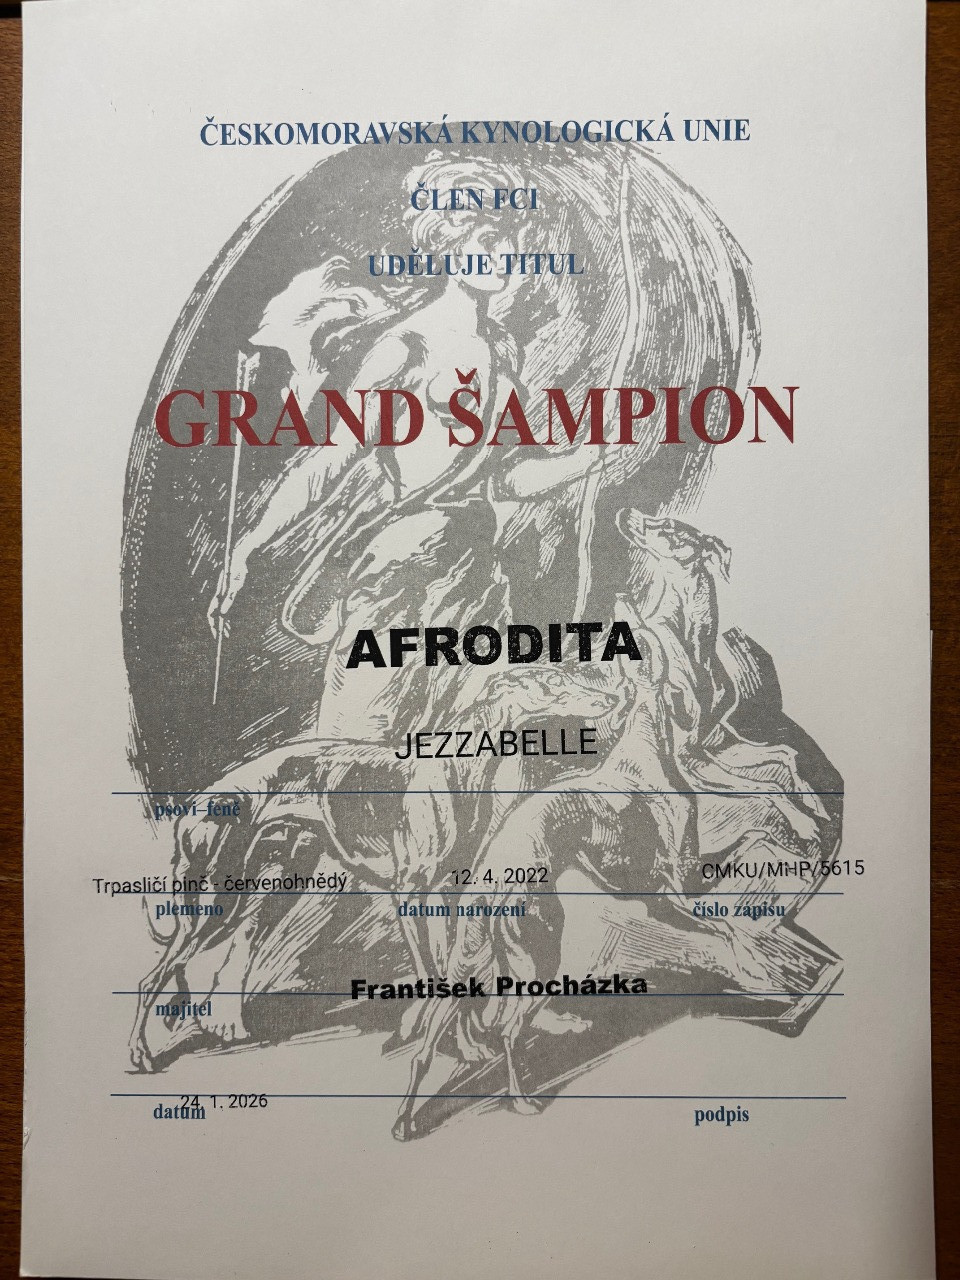 ČESKOMORAVSKÁ KYNOLOGICKÁ UNIE
ČLEN FCI
UDĚLUJE TITUL
GRAND ŠAMPION
AFRODITA
JEZZABELLE
psovi–feně
Trpasličí pinč - červenohnědý 12. 4. 2022 CMKU/MHP/5615
plemeno datum narození číslo zápisu
František Procházka
majitel
24. 1. 2026
datum podpis